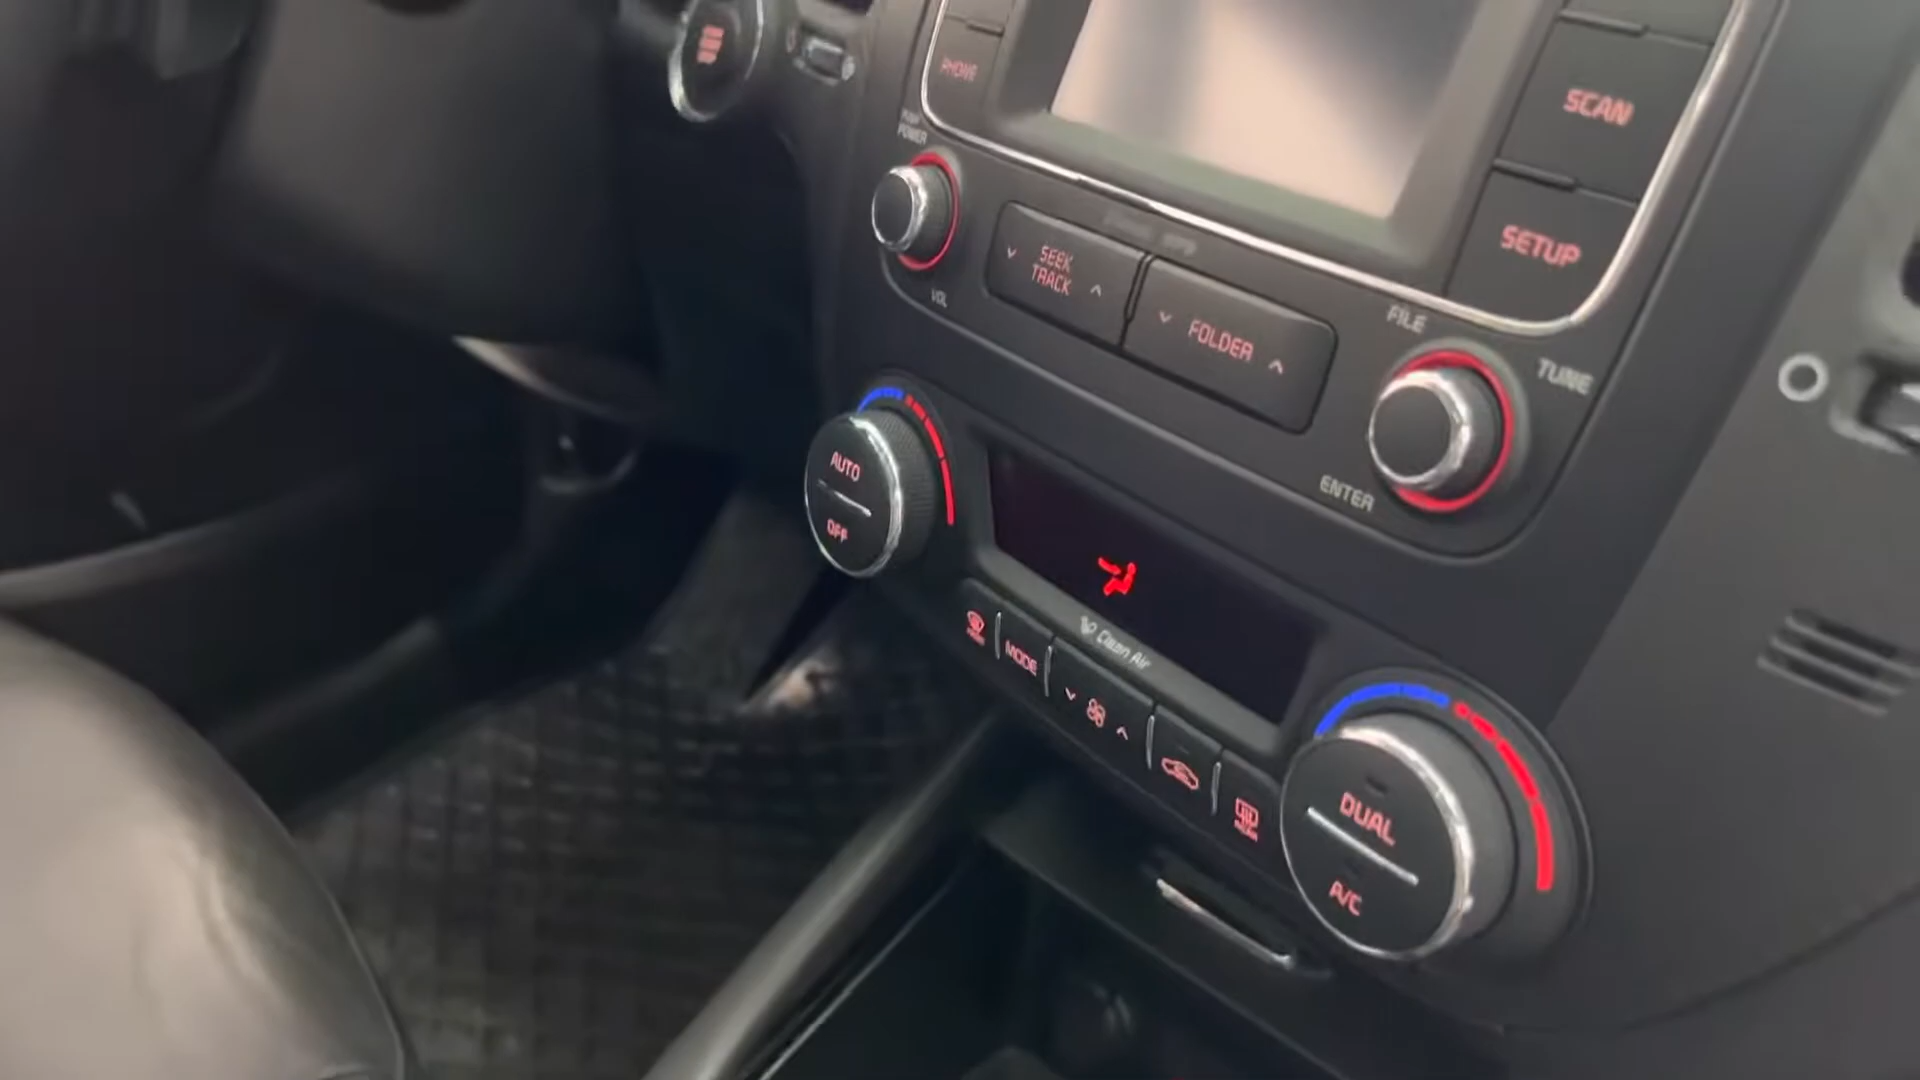 PHONE
POWER
SCAN
SETUP
VOL
SEEK
TRACK
FOLDER
FILE
TUNE
ENTER
AUTO
OFF
Clean Air
MODE
DUAL
A/C